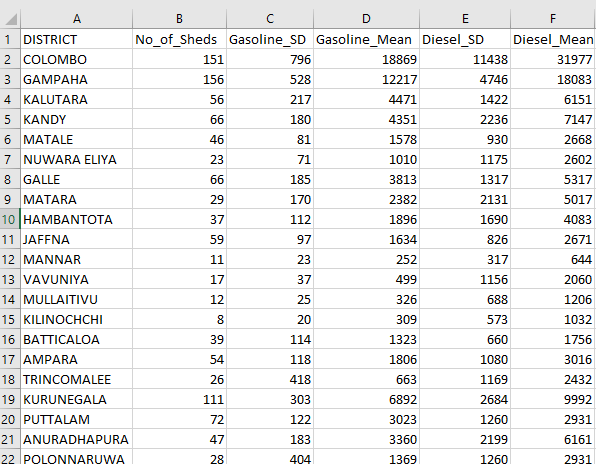 A B C D E F
1 DISTRICT No_of_Sheds Gasoline_SD Gasoline_Mean Diesel_SD Diesel_Mean
2 COLOMBO 151 796 18869 11438 31977
3 GAMPAHA 156 528 12217 4746 18083
4 KALUTARA 56 217 4471 1422 6151
5 KANDY 66 180 4351 2236 7147
6 MATALE 46 81 1578 930 2668
7 NUWARA ELIYA 23 71 1010 1175 2602
8 GALLE 66 185 3813 1317 5317
9 MATARA 29 170 2382 2131 5017
10 HAMBANTOTA 37 112 1896 1690 4083
11 JAFFNA 59 97 1634 826 2671
12 MANNAR 11 23 252 317 644
13 VAVUNIYA 17 37 499 1156 2060
14 MULLAITIVU 12 25 326 688 1206
15 KILINOCHCHI 8 20 309 573 1032
16 BATTICALOA 39 114 1323 660 1756
17 AMPARA 54 118 1806 1080 3016
18 TRINCOMALEE 26 418 663 1169 2432
19 KURUNEGALA 111 303 6892 2684 9992
20 PUTTALAM 72 122 3023 1260 2931
21 ANURADHAPURA 47 183 3360 2199 6161
22 POLONNARUWA 28 404 1369 1260 2931